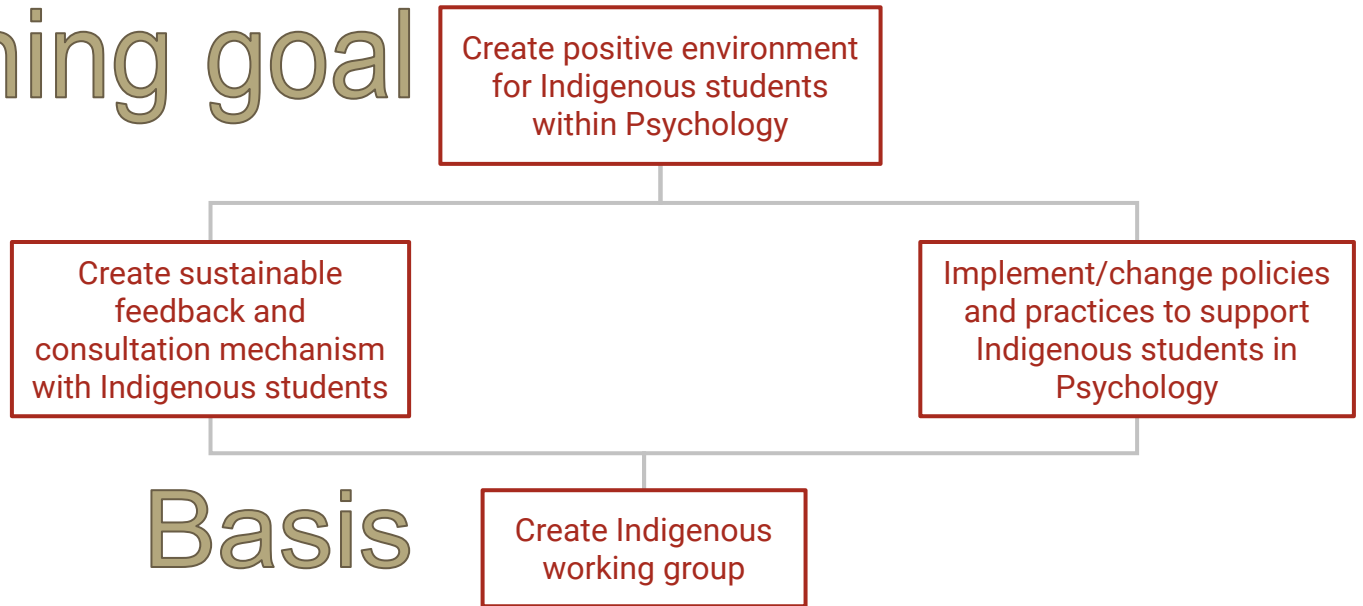 ning goal
Create positive environment
for Indigenous students
within Psychology
Create sustainable
feedback and
consultation mechanism
with Indigenous students
Implement/change policies
and practices to support
Indigenous students in
Psychology
Basis
Create Indigenous
working group